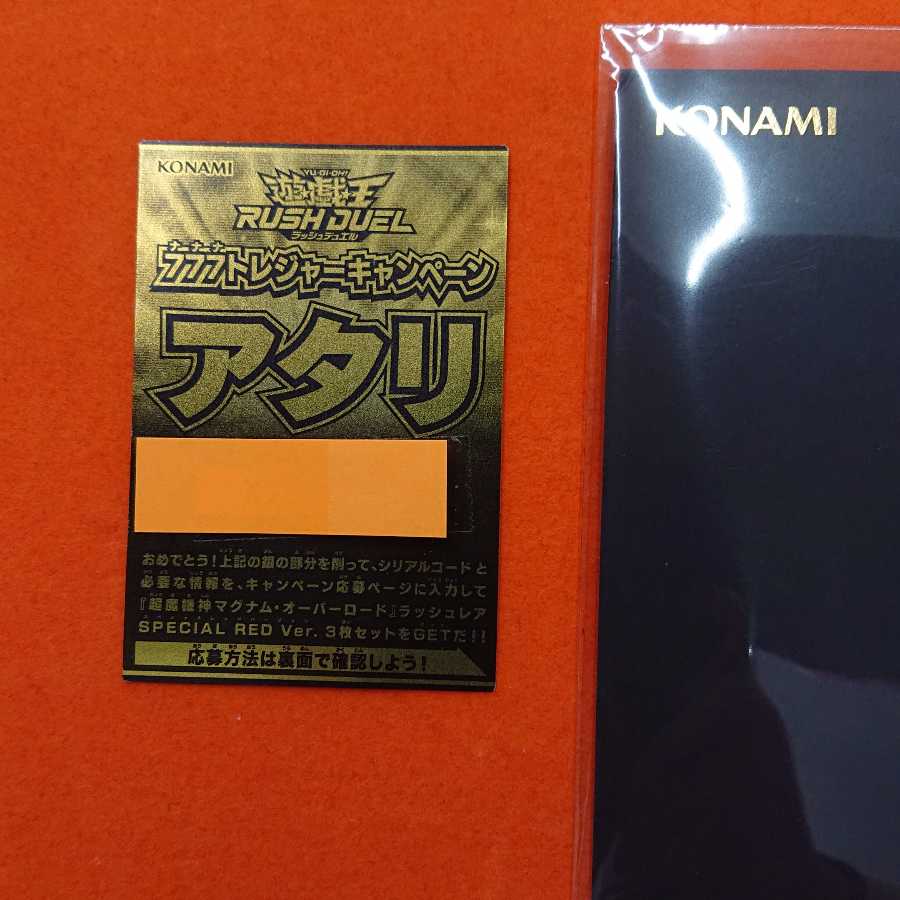 KONAMI
YU-GI-OH!
遊☆戯☆王
RUSH DUEL
ラッシュデュエル
ナーナーナ
777トレジャーキャンペーン
アタリ
おめでとう!上記の銀の部分を削って、シリアルコードと
必要な情報を、キャンペーン応募ページに入力して
『超魔機神マグナム・オーバーロード』ラッシュレア
SPECIAL RED Ver. 3枚セットをGETだ!!
応募方法は裏面で確認しよう!
KONAMI